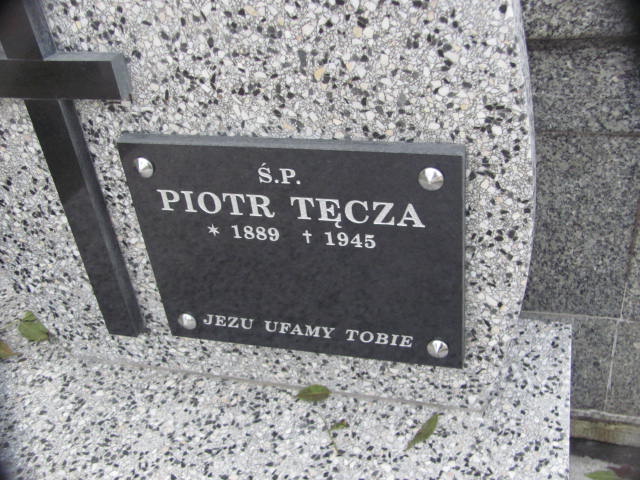 Ś.P.
PIOTR TĘCZA
* 1889 † 1945
JEZU UFAMY TOBIE